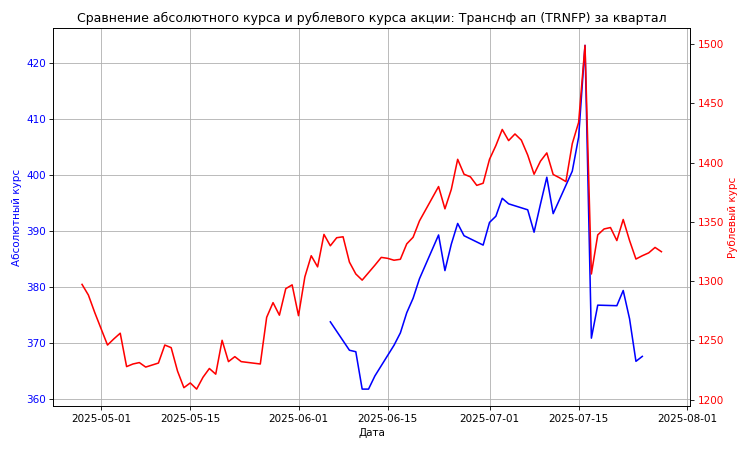 Сравнение абсолютного курса и рублевого курса акции: Транснф ап (TRNFP) за квартал
Абсолютный курс
420
410
400
390
380
370
360
1500
1450
1400
1350
1300
1250
1200
Рублевый курс
2025-05-01 2025-05-15 2025-06-01 2025-06-15 2025-07-01 2025-07-15 2025-08-01
Дата